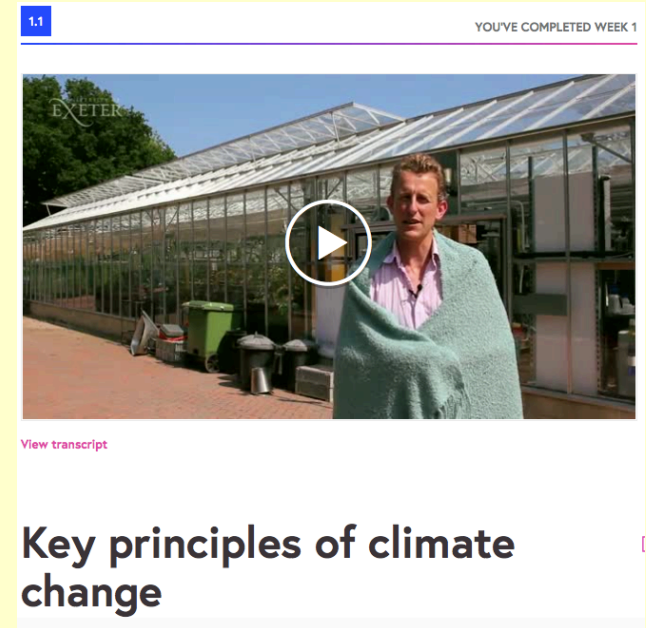 1.1
YOU'VE COMPLETED WEEK 1
EXETER
View transcript
Key principles of climate
change